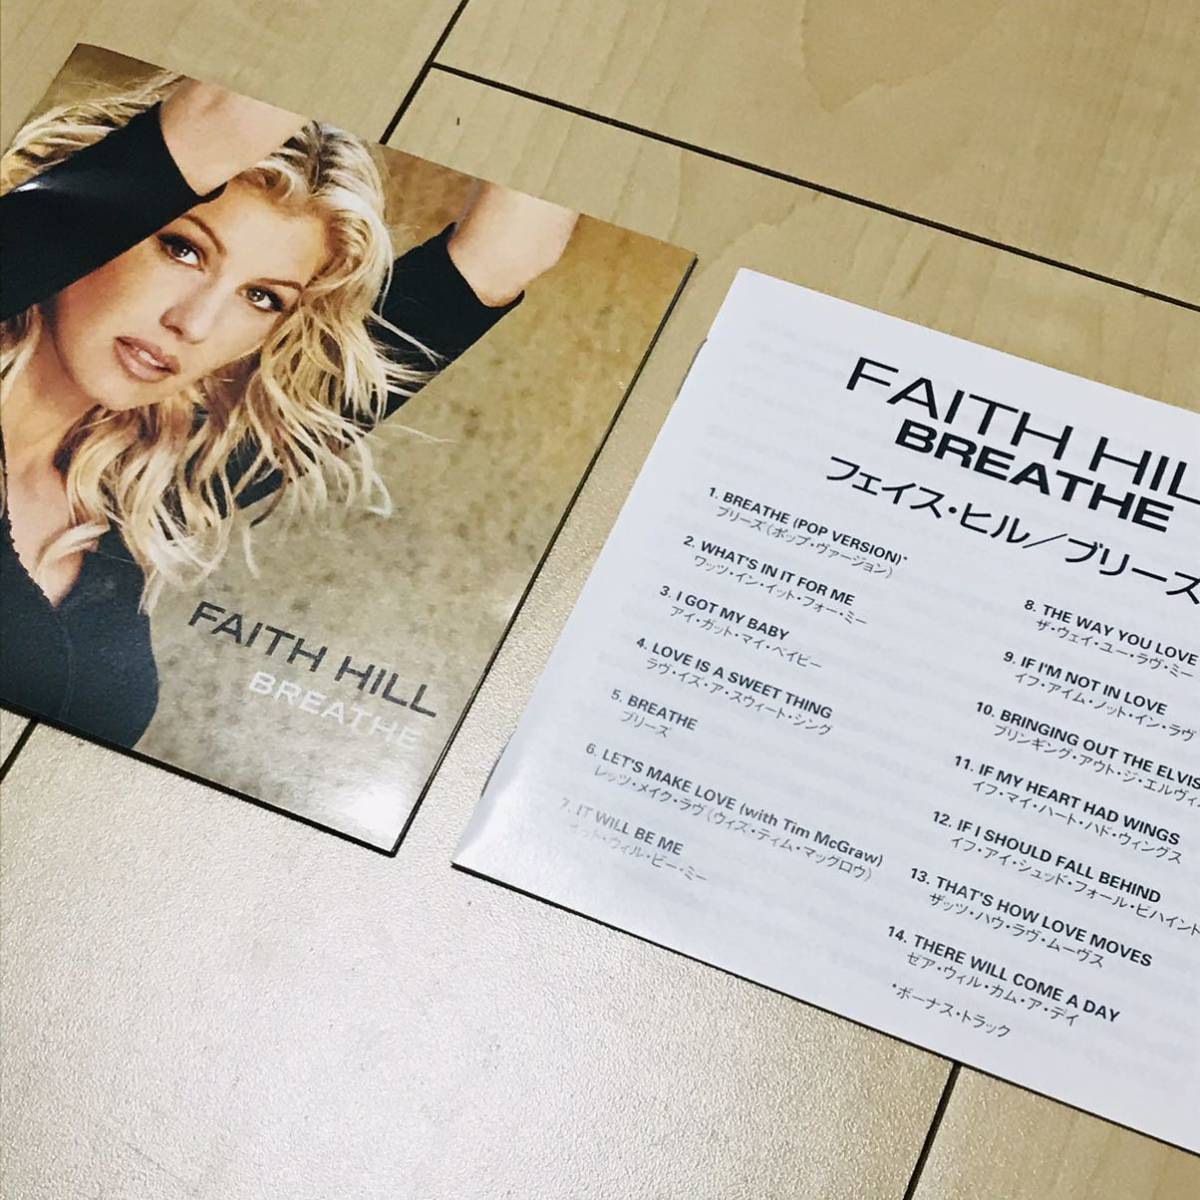 FAITH HILL
BREATHE
FAITH HIL
BREATHE
フェイス・ヒル／ブリーズ
1. BREATHE (POP VERSION)*
ブリーズ（ポップ・ヴァージョン）
2. WHAT'S IN IT FOR ME
ワッツ・イン・イット・フォー・ミー
3. I GOT MY BABY
アイ・ガット・マイ・ベイビー
4. LOVE IS A SWEET THING
ラヴ・イズ・ア・スウィート・シング
5. BREATHE
ブリーズ
6. LET'S MAKE LOVE (with Tim McGraw)
レッツ・メイク・ラヴ（ウィズ・ティム・マッグロウ）
7. IT WILL BE ME
イット・ウィル・ビー・ミー
8. THE WAY YOU LOVE
ザ・ウェイ・ユー・ラヴ・ミー
9. IF I'M NOT IN LOVE
イフ・アイム・ノット・イン・ラヴ
10. BRINGING OUT THE ELVIS
ブリンギング・アウト・ジ・エルヴィ
11. IF MY HEART HAD WINGS
イフ・マイ・ハート・ハド・ウィングス
12. IF I SHOULD FALL BEHIND
イフ・アイ・シュッド・フォール・ビハインド
13. THAT'S HOW LOVE MOVES
ザッツ・ハウ・ラヴ・ムーヴス
14. THERE WILL COME A DAY
ゼア・ウィル・カム・ア・デイ
*ボーナス・トラック